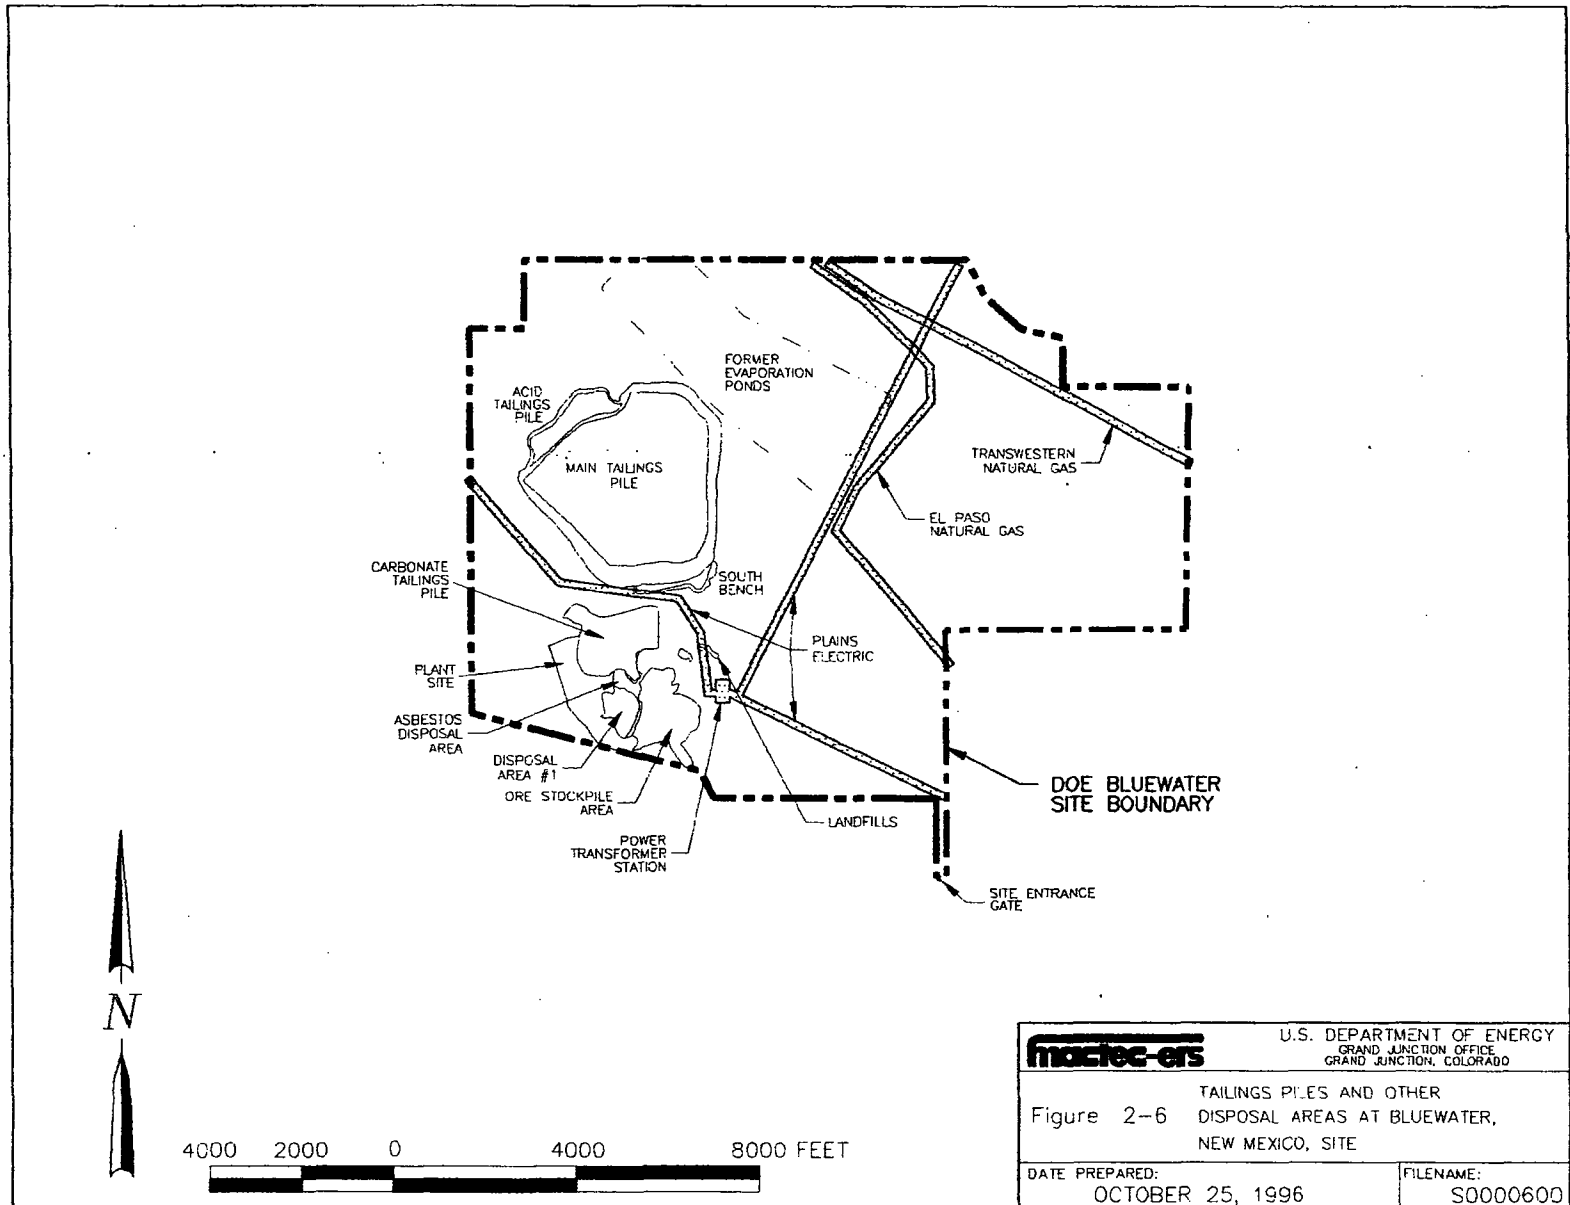 FORMER
EVAPORATION
PONDS
ACID
TAILINGS
PILE
MAIN TAILINGS
PILE
TRANSWESTERN
NATURAL GAS
EL PASO
NATURAL GAS
CARBONATE
TAILINGS
PILE
SOUTH
BENCH
PLAINS
ELECTRIC
PLANT
SITE
ASBESTOS
DISPOSAL
AREA
DISPOSAL
AREA #1
ORE STOCKPILE
AREA
DOE BLUEWATER
SITE BOUNDARY
LANDFILLS
POWER
TRANSFORMER
STATION
SITE ENTRANCE
GATE
N
4000 2000 0 4000 8000 FEET
mactec-ers
U.S. DEPARTMENT OF ENERGY
GRAND JUNCTION OFFICE
GRAND JUNCTION, COLORADO
Figure 2-6
TAILINGS PILES AND OTHER
DISPOSAL AREAS AT BLUEWATER,
NEW MEXICO, SITE
DATE PREPARED:
OCTOBER 25, 1996
FILENAME:
S0000600